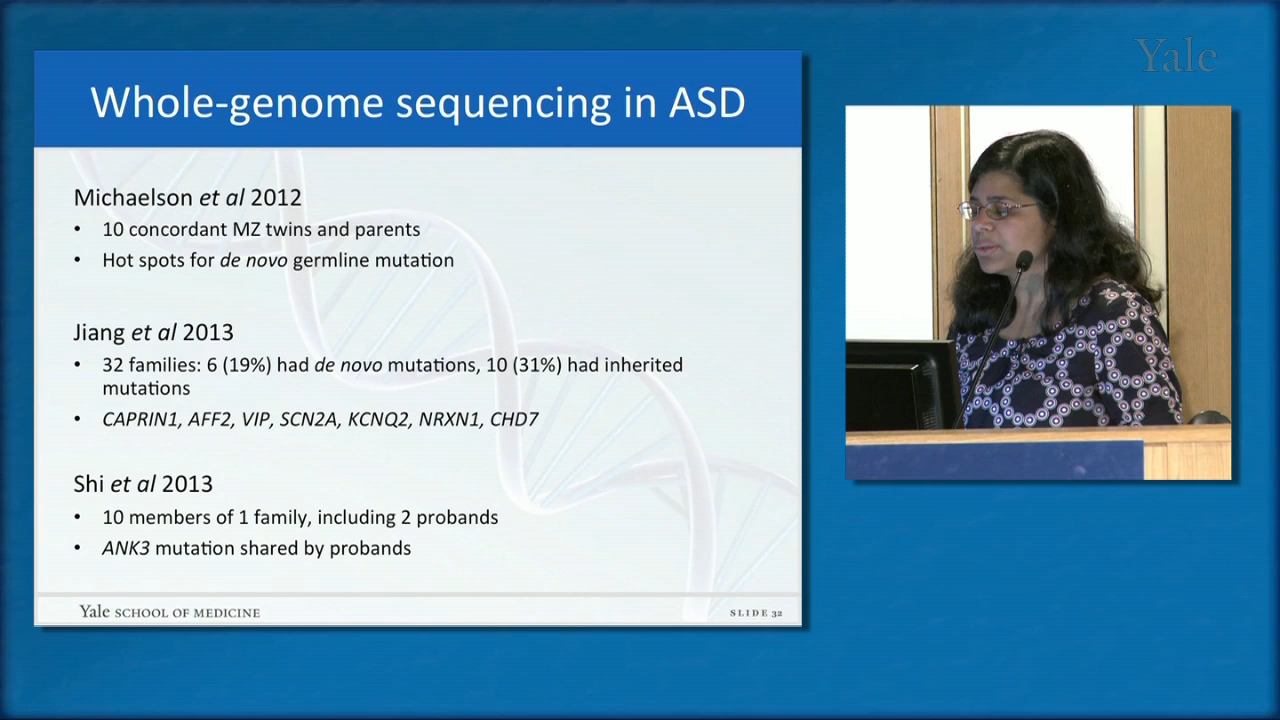 Yale
Whole-genome sequencing in ASD
Michaelson et al 2012
• 10 concordant MZ twins and parents
• Hot spots for de novo germline mutation
Jiang et al 2013
• 32 families: 6 (19%) had de novo mutations, 10 (31%) had inherited
mutations
• CAPRIN1, AFF2, VIP, SCN2A, KCNQ2, NRXN1, CHD7
Shi et al 2013
• 10 members of 1 family, including 2 probands
• ANK3 mutation shared by probands
Yale SCHOOL OF MEDICINE
SLIDE 32